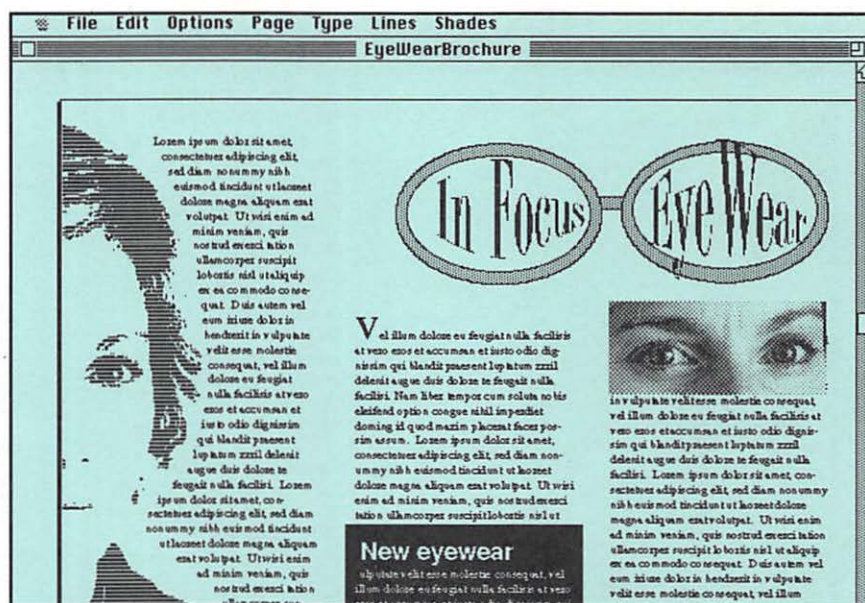 File Edit Options Page Type Lines Shades
EyeWearBrochure
Lorem ipsum dolor sit amet,
consectetuer adipiscing elit,
sed diam nonummy nibh
euismod tincidunt ut laoreet
dolore magna aliquam erat
volutpat. Ut wisi enim ad
minim veniam, quis
nostrud exerci tation
ullamcorper suscipit
lobortis nisl ut aliquip
ex ea commodo conse-
quat. Duis autem vel
eum iriure dolor in
hendrerit in vulputate
velit esse molestie
consequat, vel illum
dolore eu feugiat
nulla facilisis at vero
eros et accumsan et
iusto odio dignissim
qui blandit praesent
luptatum zzril delenit
augue duis dolore te
feugait nulla facilisi. Lorem
ipsum dolor sit amet, con-
sectetuer adipiscing elit, sed diam
nonummy nibh euismod tincidunt
ut laoreet dolore magna aliquam
erat volutpat. Ut wisi enim
ad minim veniam, quis
nostrud exerci tation
In Focus EyeWear
Vel illum dolore eu feugiat nulla facilisis
at vero eros et accumsan et iusto odio dig-
nissim qui blandit praesent luptatum zzril
delenit augue duis dolore te feugait nulla
facilisi. Nam liber tempor cum soluta nobis
eleifend option congue nihil imperdiet
doming id quod mazim placerat facer pos-
sim assum. Lorem ipsum dolor sit amet,
consectetuer adipiscing elit, sed diam non-
ummy nibh euismod tincidunt ut laoreet
dolore magna aliquam erat volutpat. Ut wisi
enim ad minim veniam, quis nostrud exerci
tation ullamcorper suscipit lobortis nisl ut
New eyewear
ulputate velit esse molestie consequat, vel
illum dolore eu feugiat nulla facilisis at vero
in vulputate velit esse molestie consequat,
vel illum dolore eu feugiat nulla facilisis at
vero eros et accumsan et iusto odio dignis-
sim qui blandit praesent luptatum zzril
delenit augue duis dolore te feugait nulla
facilisi. Lorem ipsum dolor sit amet, con-
sectetuer adipiscing elit, sed diam nonummy
nibh euismod tincidunt ut laoreet dolore
magna aliquam erat volutpat. Ut wisi enim
ad minim veniam, quis nostrud exerci tation
ullamcorper suscipit lobortis nisl ut aliquip
ex ea commodo consequat. Duis autem vel
eum iriure dolor in hendrerit in vulputate
velit esse molestie consequat, vel illum